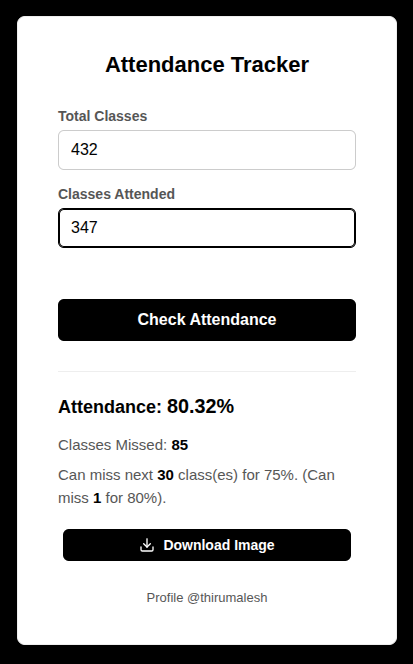 Attendance Tracker
Total Classes
432
Classes Attended
347
Check Attendance
Attendance: 80.32%
Classes Missed: 85
Can miss next 30 class(es) for 75%. (Can
miss 1 for 80%).
Download Image
Profile @thirumalesh